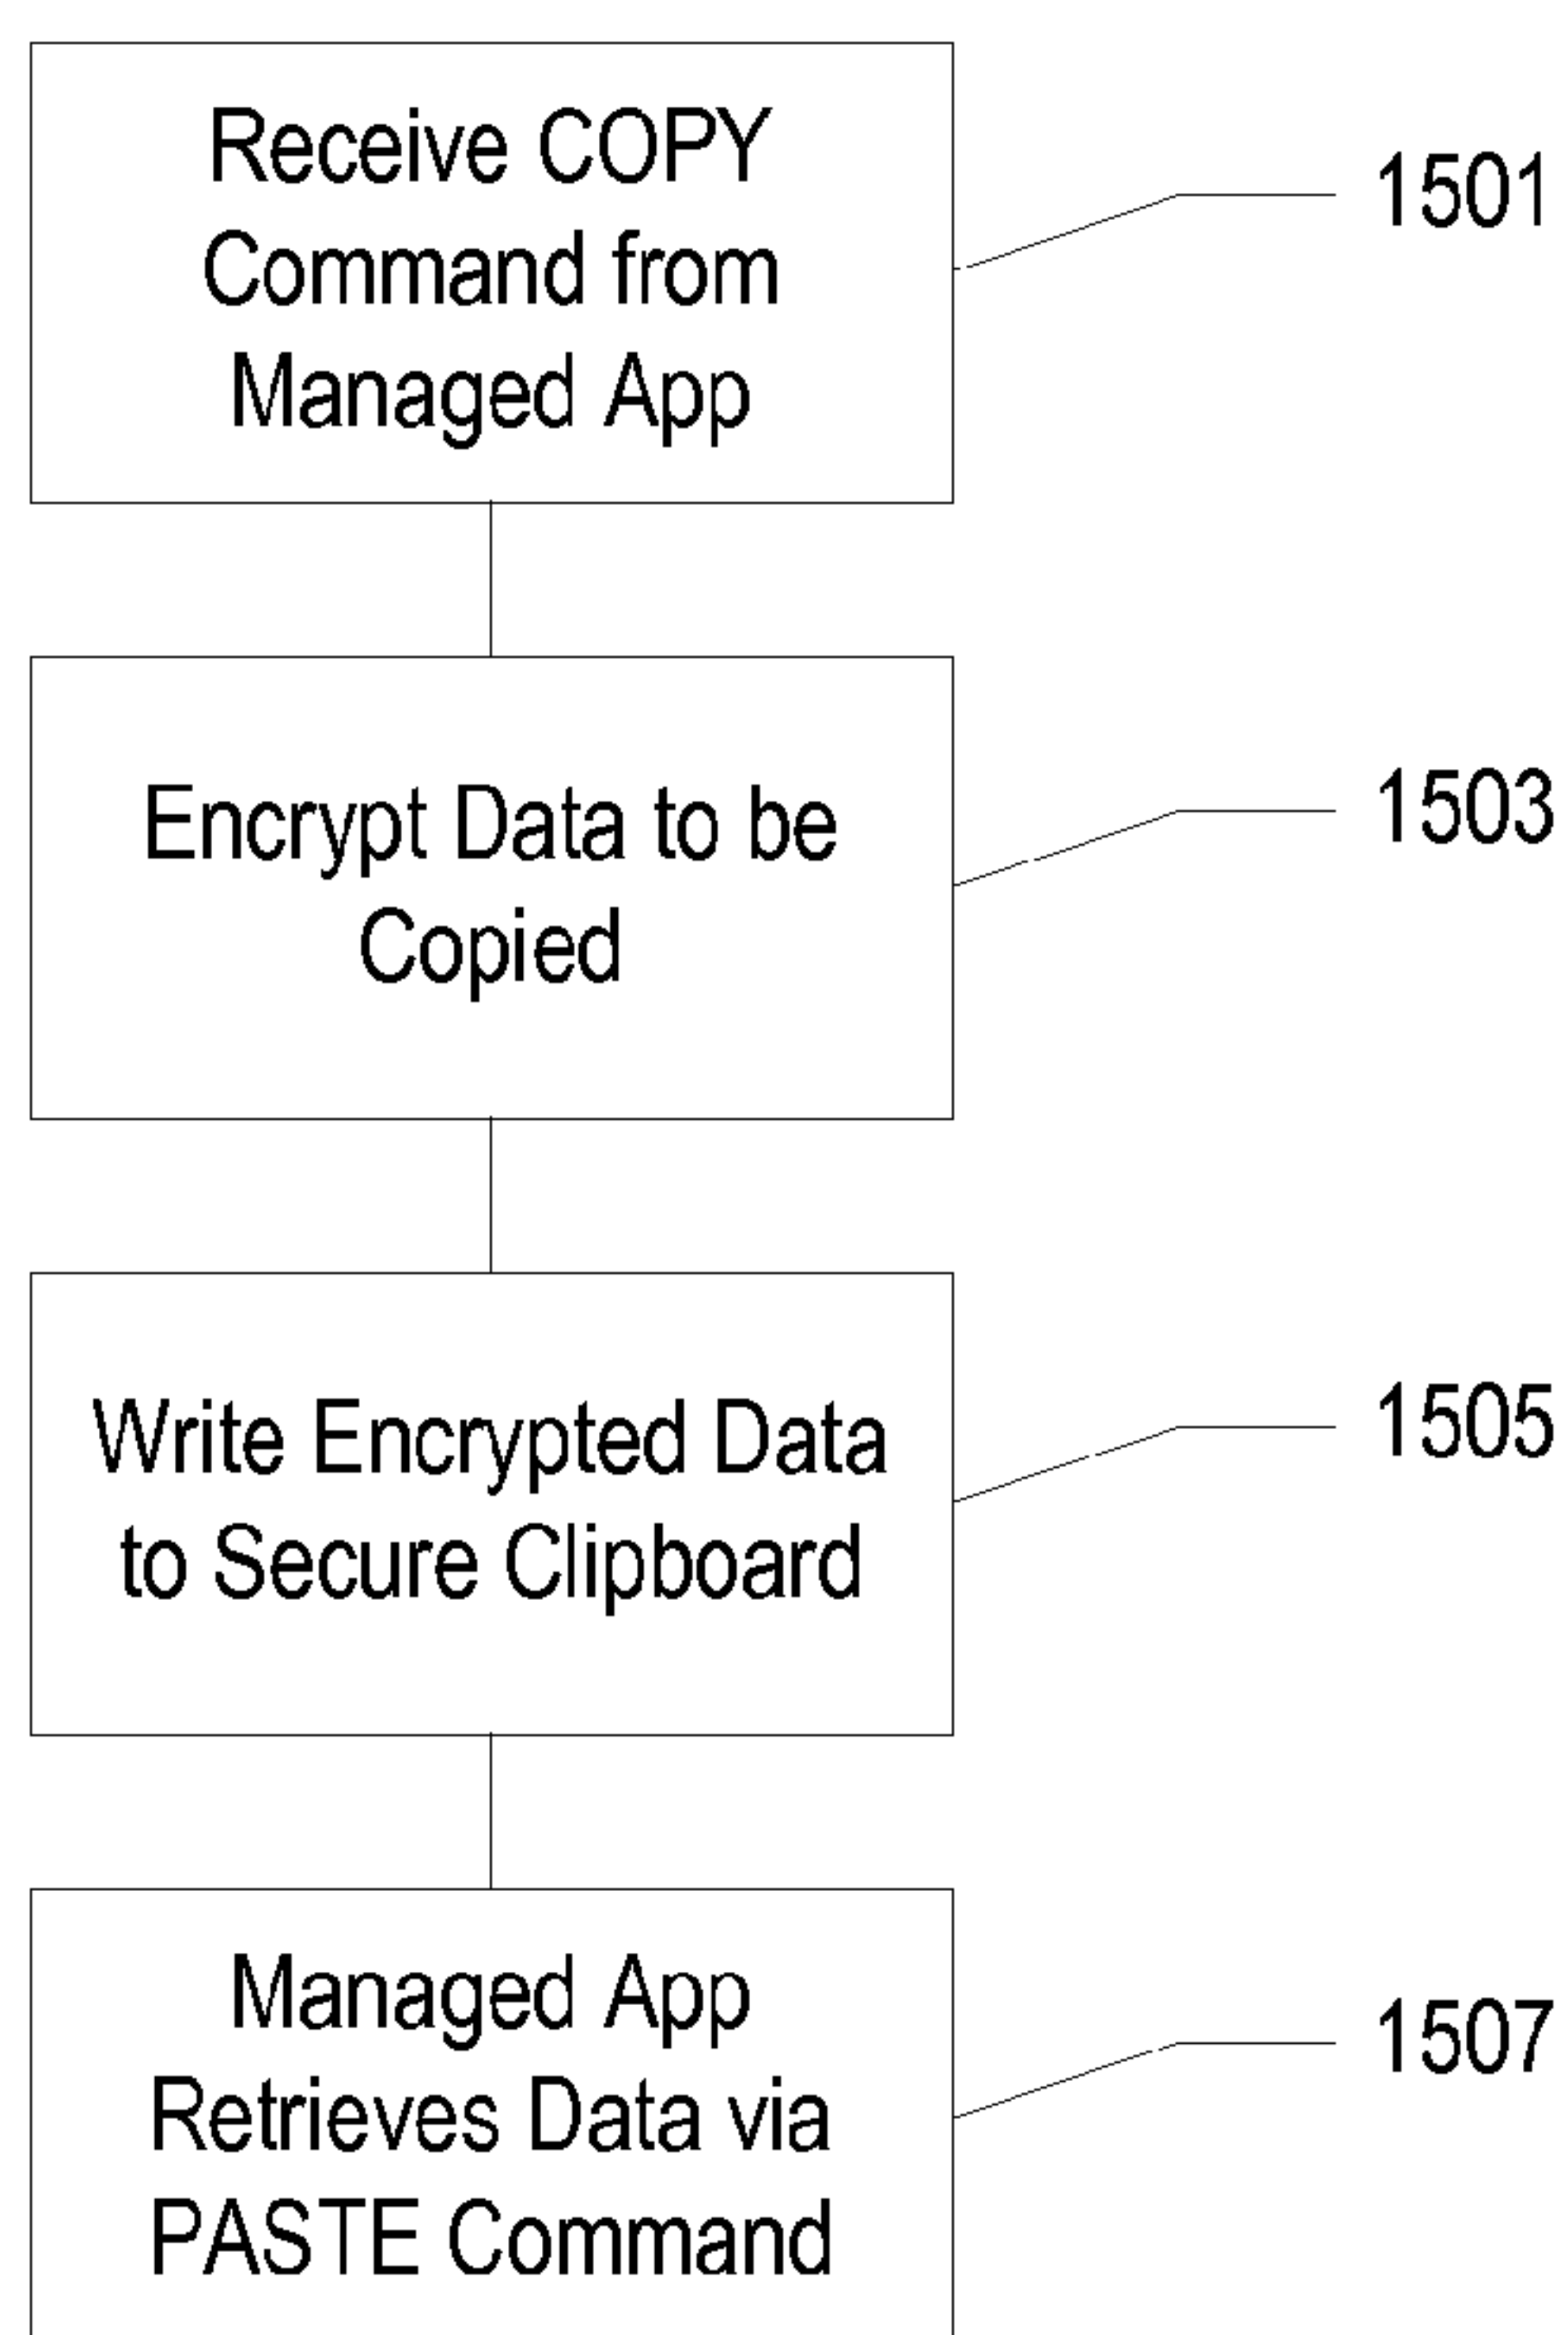 Receive COPY
Command from
Managed App
1501
Encrypt Data to be
Copied
1503
Write Encrypted Data
to Secure Clipboard
1505
Managed App
Retrieves Data via
PASTE Command
1507